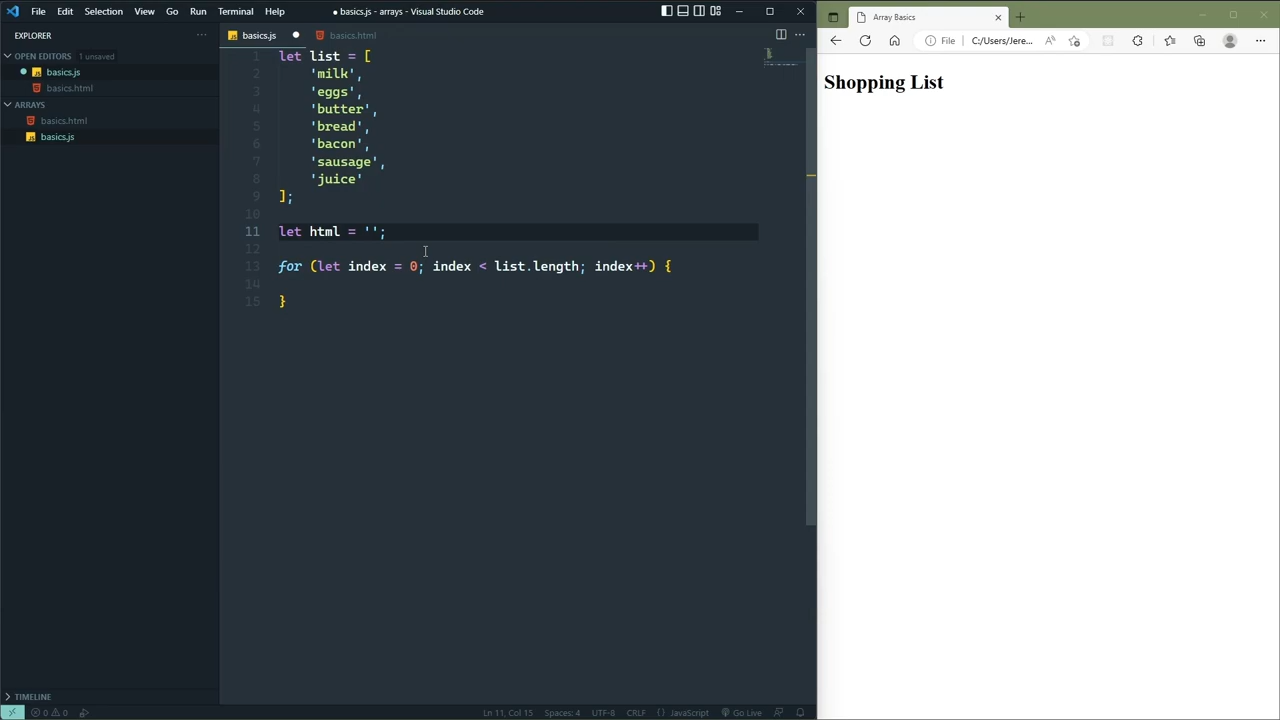 File Edit Selection View Go Run Terminal Help
● basics.js - arrays - Visual Studio Code
EXPLORER
OPEN EDITORS 1 unsaved
basics.js
basics.html
ARRAYS
basics.html
basics.js
TIMELINE
basics.js
basics.html
1 let list = [
2 'milk',
3 'eggs',
4 'butter',
5 'bread',
6 'bacon',
7 'sausage',
8 'juice'
9 ];
10
11 let html = '';
12
13 for (let index = 0; index < list.length; index++) {
14
15 }
0 0
Ln 11, Col 15 Spaces: 4 UTF-8 CRLF {} JavaScript Go Live
Array Basics
File C:/Users/Jere...
Shopping List